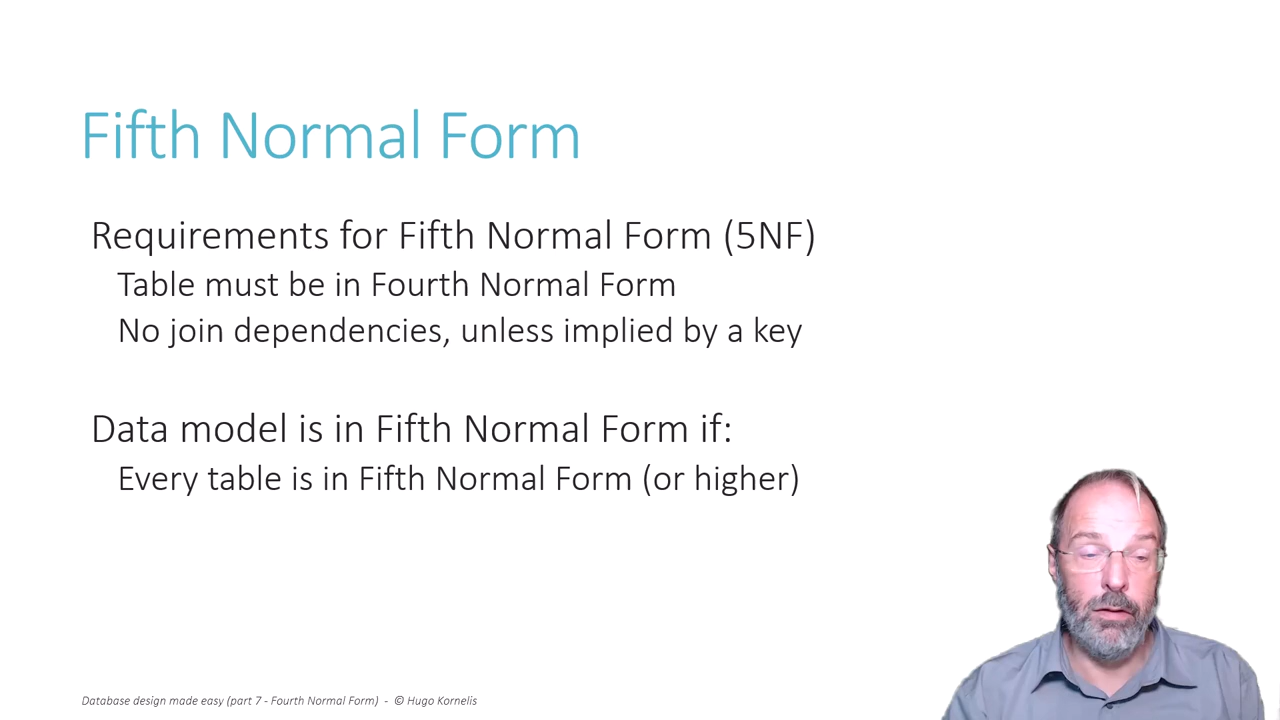 Fifth Normal Form
Requirements for Fifth Normal Form (5NF)
Table must be in Fourth Normal Form
No join dependencies, unless implied by a key
Data model is in Fifth Normal Form if:
Every table is in Fifth Normal Form (or higher)
Database design made easy (part 7 - Fourth Normal Form) - © Hugo Kornelis